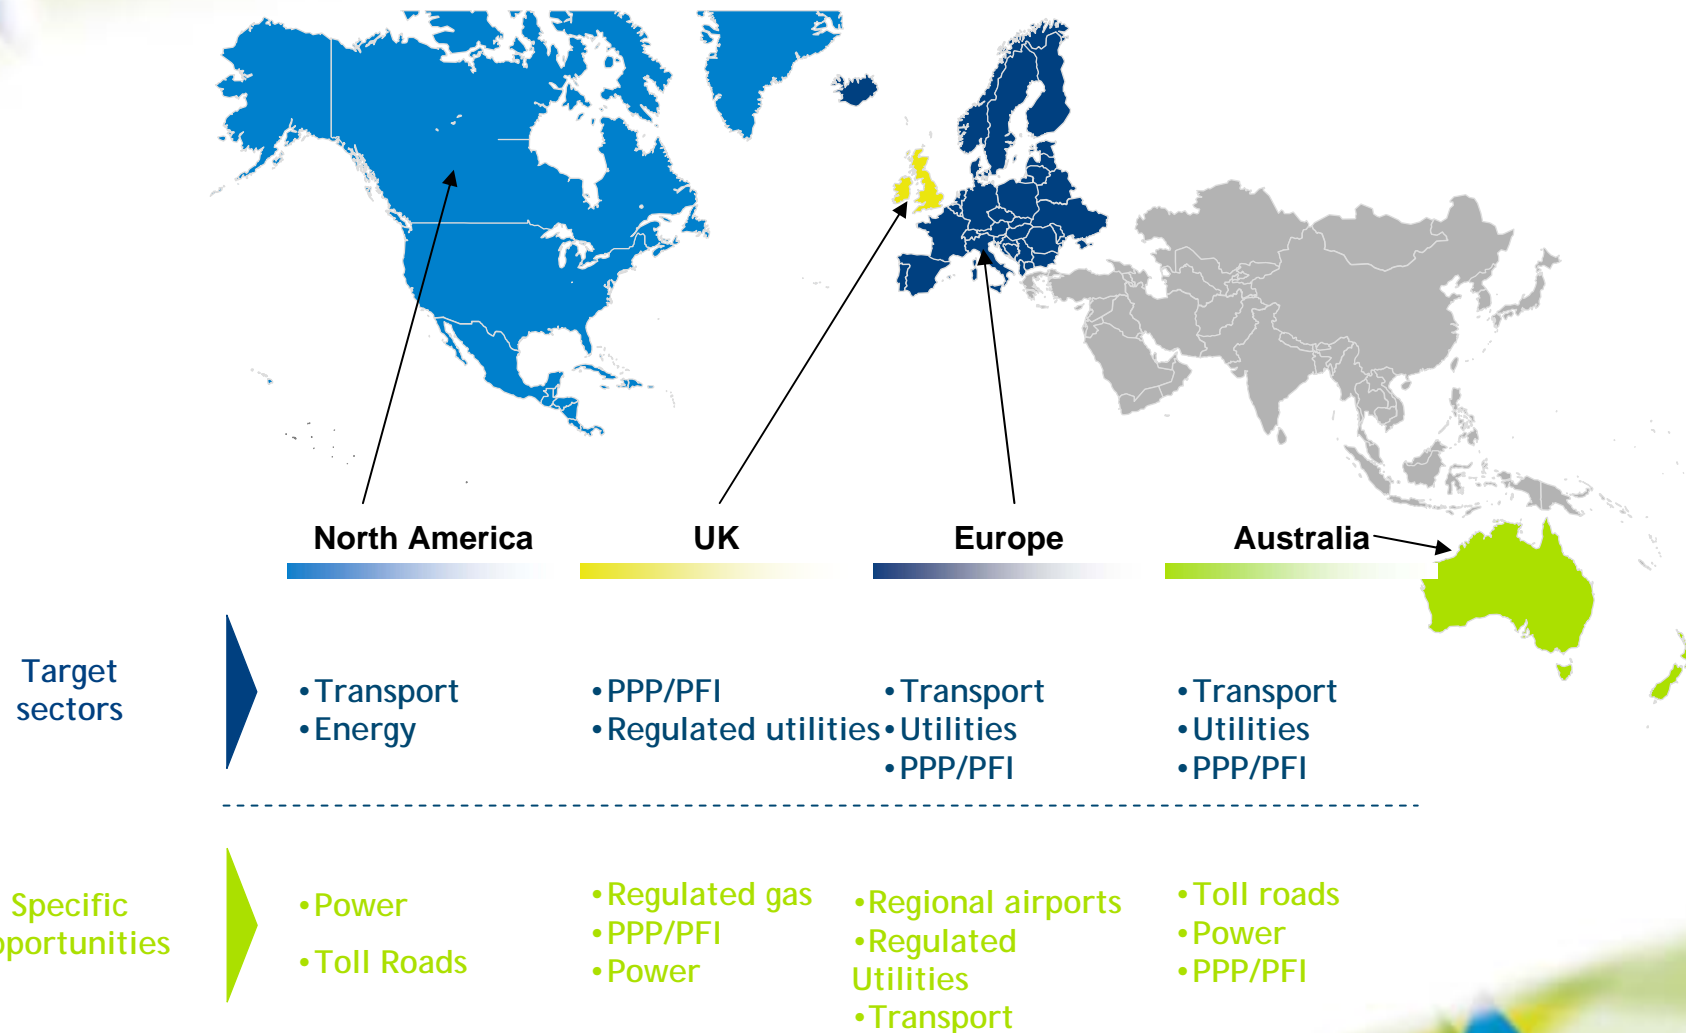 North America
UK
Europe
Australia
Target
sectors
•Transport
•Energy
•PPP/PFI
•Regulated utilities
•Transport
•Utilities
•PPP/PFI
•Transport
•Utilities
•PPP/PFI
Specific
pportunities
•Power
•Toll Roads
•Regulated gas
•PPP/PFI
•Power
•Regional airports
•Regulated
Utilities
•Transport
•Toll roads
•Power
•PPP/PFI